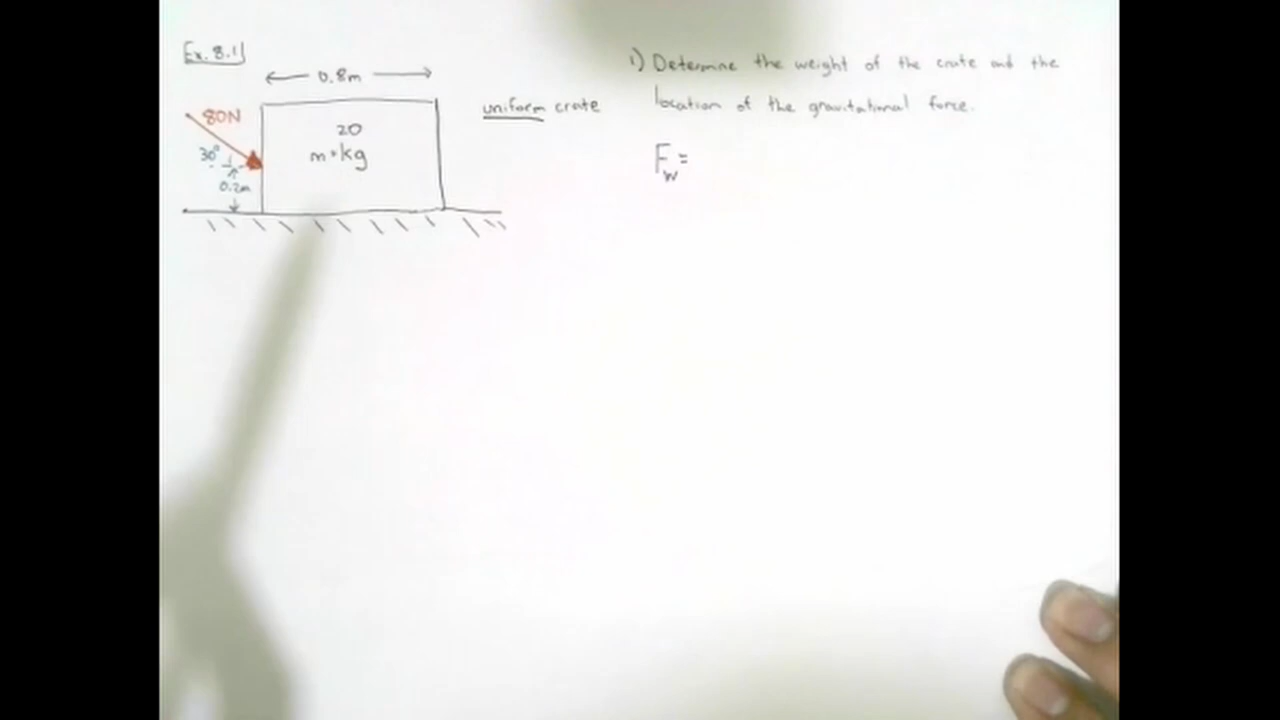 Ex. 8.1
0.8m
80N
uniform crate
20
m = kg
30°
0.2m
1) Determine the weight of the crate and the
location of the gravitational force.
Fw =